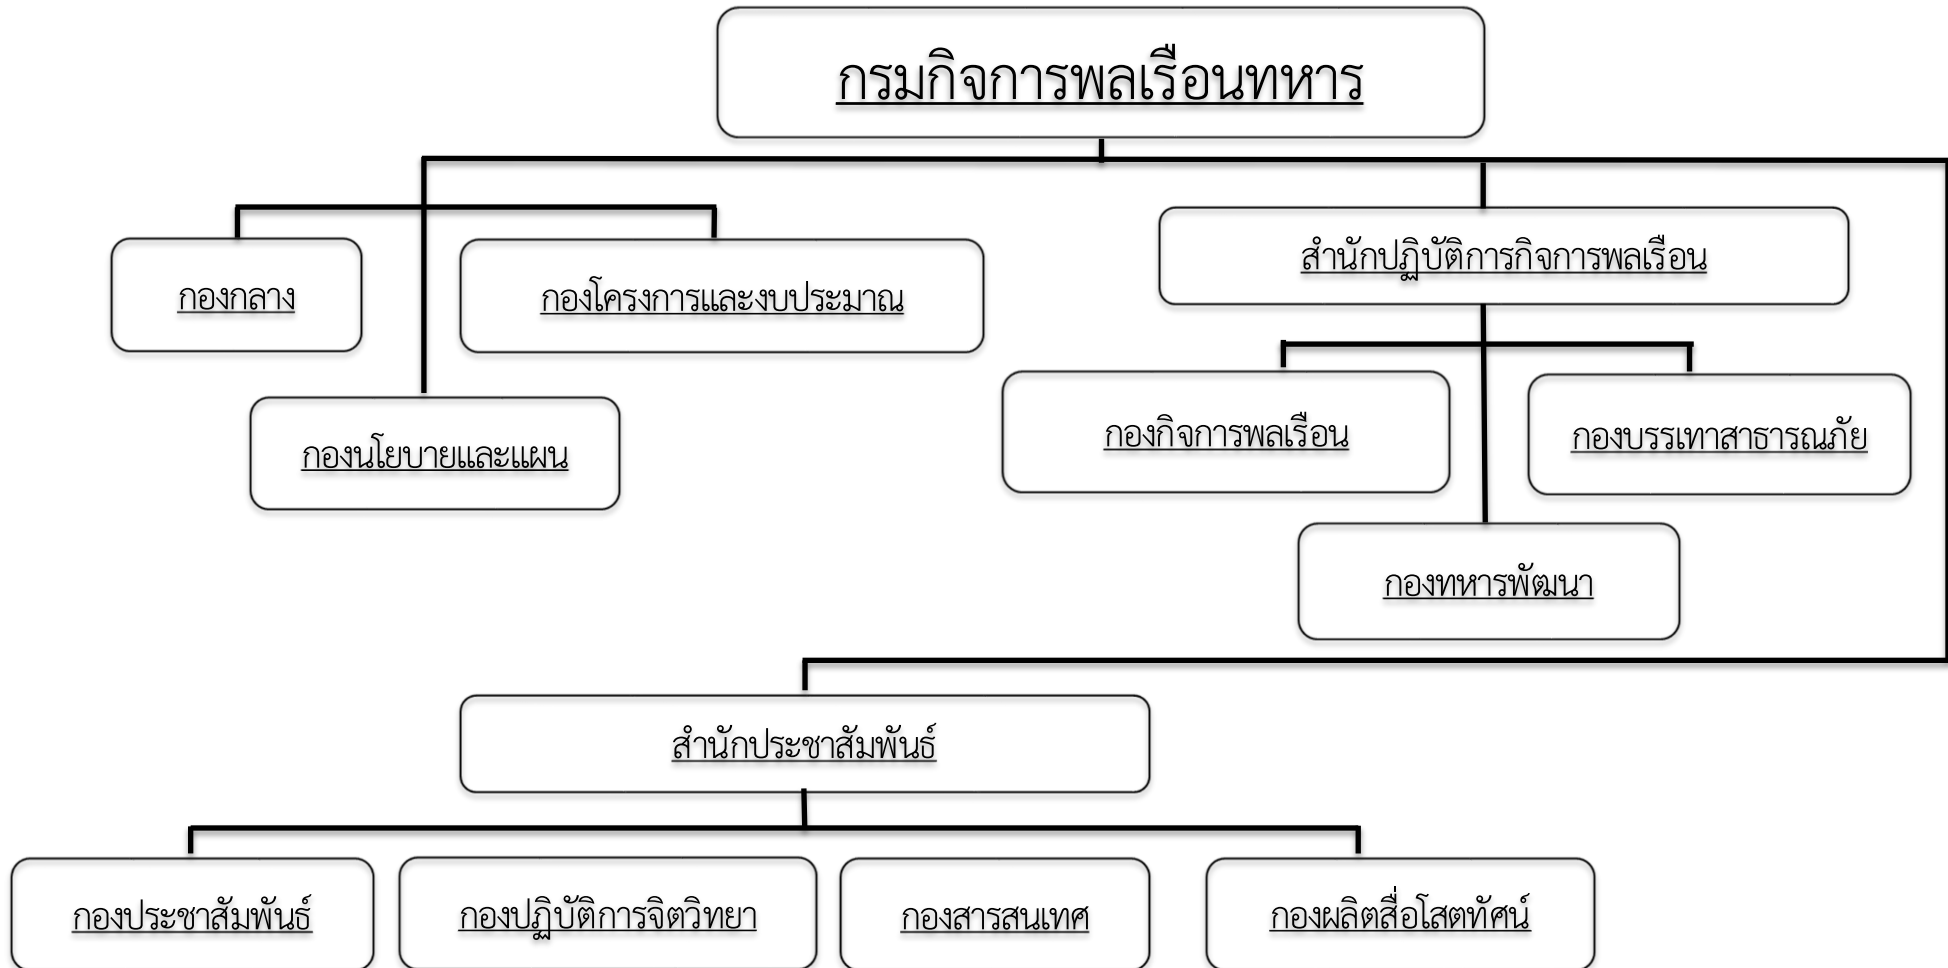 กรมกิจการพลเรือนทหาร
กองกลาง
กองโครงการและงบประมาณ
กองนโยบายและแผน
สำนักปฏิบัติการกิจการพลเรือน
กองกิจการพลเรือน
กองบรรเทาสาธารณภัย
กองทหารพัฒนา
สำนักประชาสัมพันธ์
กองประชาสัมพันธ์
กองปฏิบัติการจิตวิทยา
กองสารสนเทศ
กองผลิตสื่อโสตทัศน์